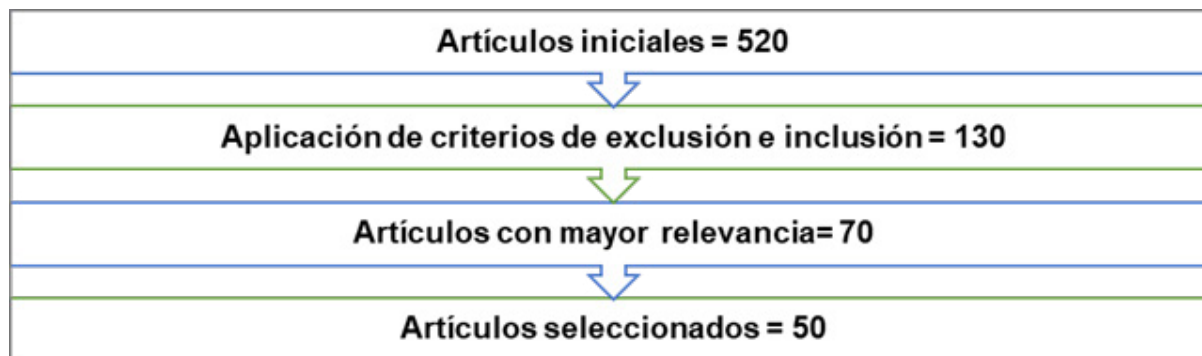 Artículos iniciales = 520
Aplicación de criterios de exclusión e inclusión = 130
Artículos con mayor relevancia= 70
Artículos seleccionados = 50